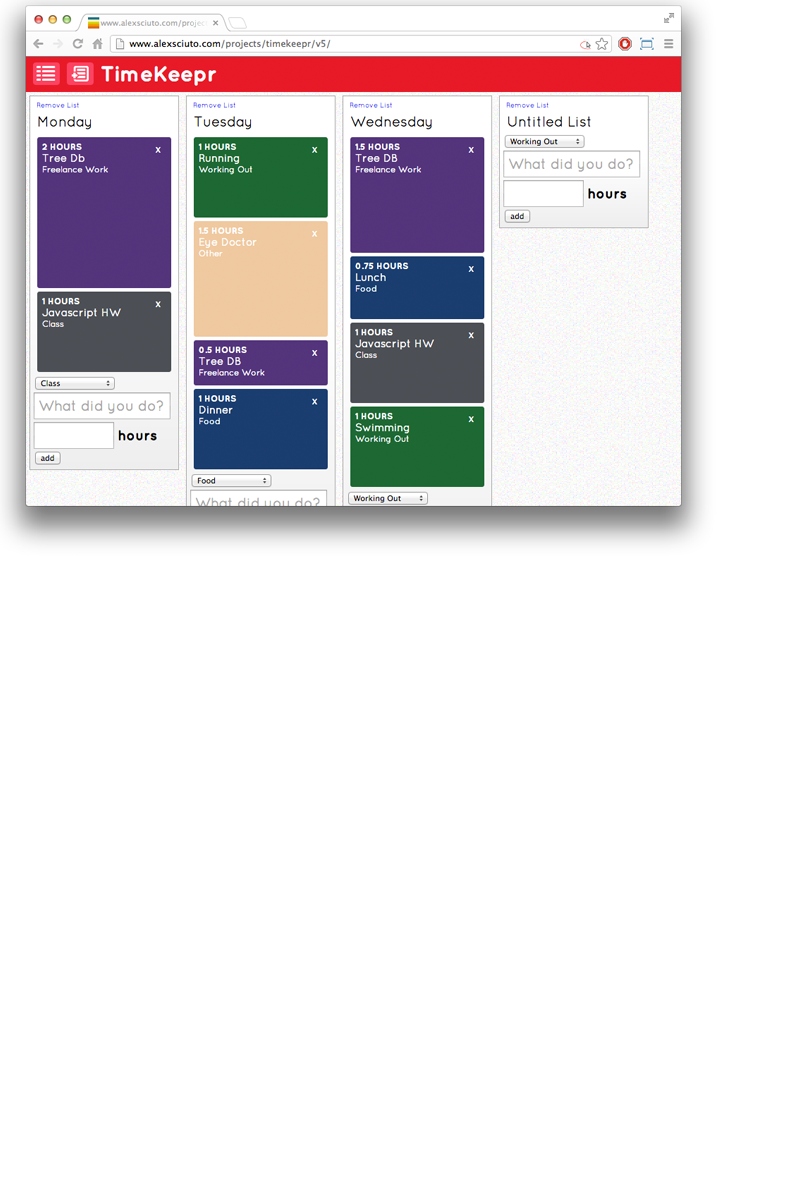 www.alexsciuto.com/projec
www.alexsciuto.com/projects/timekeepr/v5/
TimeKeepr
Remove List
Monday
2 HOURS
x
Tree Db
Freelance Work
1 HOURS
x
Javascript HW
Class
Class
What did you do?
hours
add
Remove List
Tuesday
1 HOURS
x
Running
Working Out
1.5 HOURS
x
Eye Doctor
Other
0.5 HOURS
x
Tree DB
Freelance Work
1 HOURS
x
Dinner
Food
Food
What did you do?
Remove List
Wednesday
1.5 HOURS
x
Tree DB
Freelance Work
0.75 HOURS
x
Lunch
Food
1 HOURS
x
Javascript HW
Class
1 HOURS
x
Swimming
Working Out
Working Out
Remove List
Untitled List
Working Out
What did you do?
hours
add